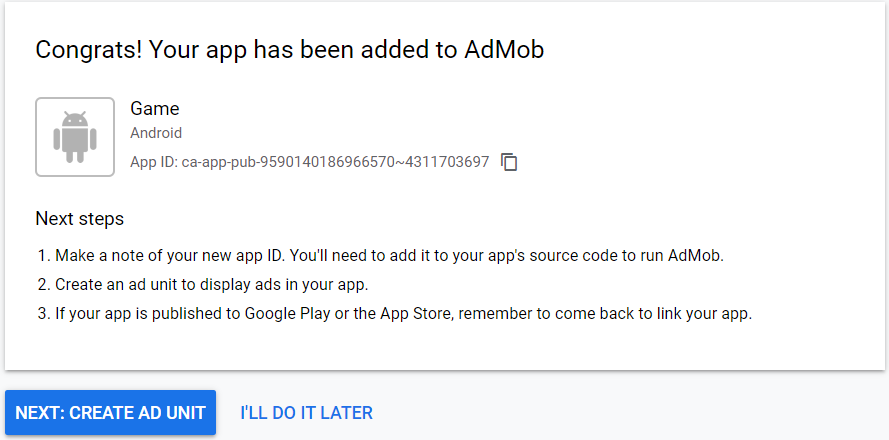 Congrats! Your app has been added to AdMob
Game
Android
App ID: ca-app-pub-9590140186966570~4311703697
Next steps
1. Make a note of your new app ID. You'll need to add it to your app's source code to run AdMob.
2. Create an ad unit to display ads in your app.
3. If your app is published to Google Play or the App Store, remember to come back to link your app.
NEXT: CREATE AD UNIT I'LL DO IT LATER